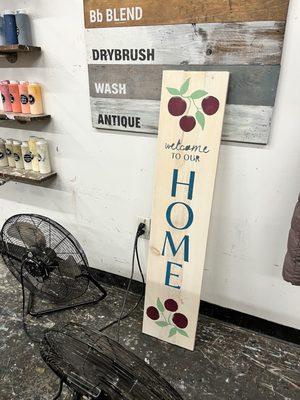 Bb BLEND
DRYBRUSH
WASH
ANTIQUE
welcome
TO OUR
HOME